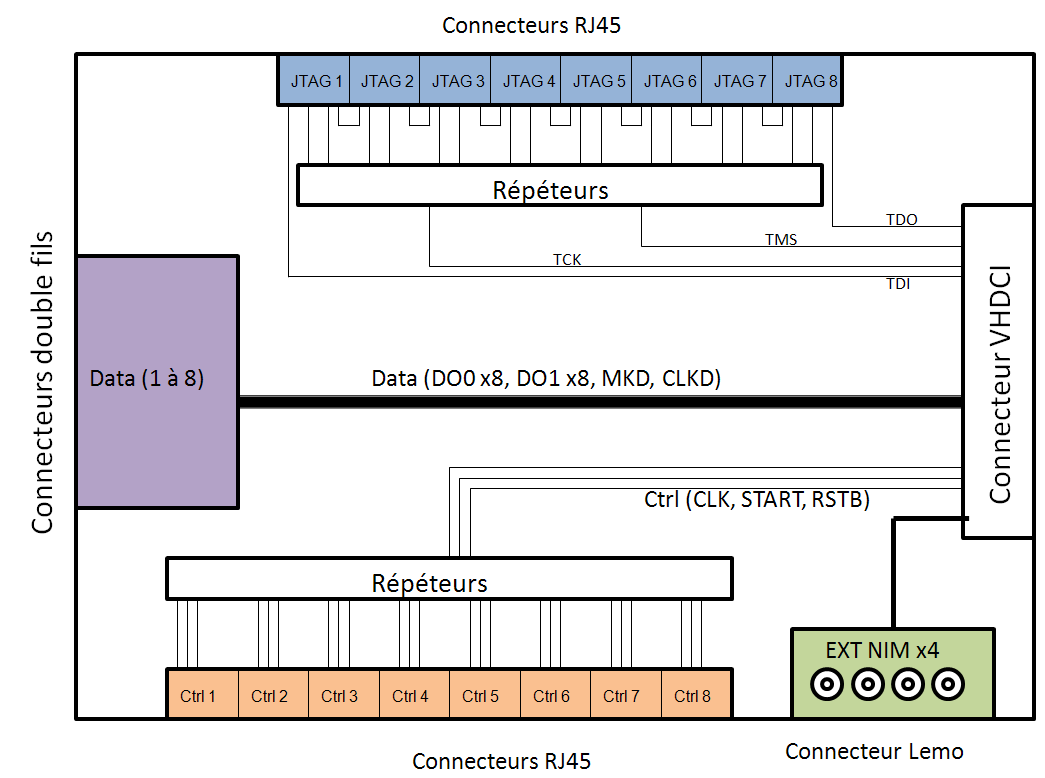 Connecteurs RJ45
JTAG 1 JTAG 2 JTAG 3 JTAG 4 JTAG 5 JTAG 6 JTAG 7 JTAG 8
Répéteurs
TDO
TMS
TCK
TDI
Connecteurs double fils
Data (1 à 8)
Data (DO0 x8, DO1 x8, MKD, CLKD)
Connecteur VHDCI
Ctrl (CLK, START, RSTB)
Répéteurs
EXT NIM x4
Ctrl 1 Ctrl 2 Ctrl 3 Ctrl 4 Ctrl 5 Ctrl 6 Ctrl 7 Ctrl 8
Connecteurs RJ45
Connecteur Lemo